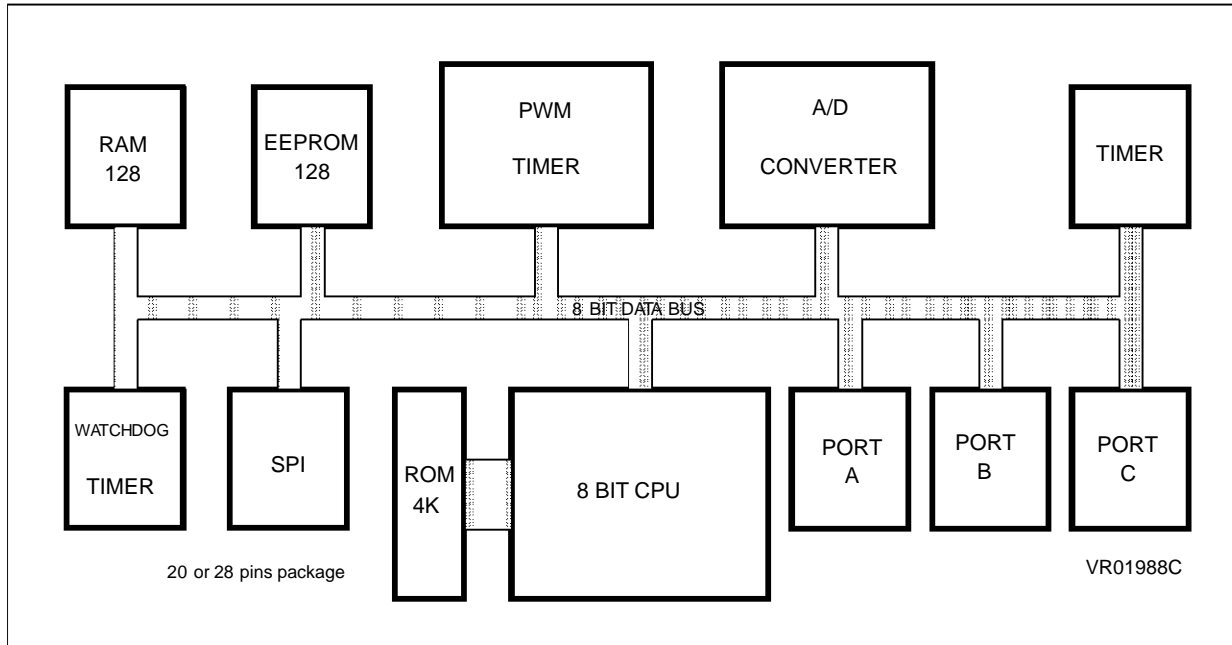 RAM
128
EEPROM
128
PWM
TIMER
A/D
CONVERTER
TIMER
8 BIT DATA BUS
WATCHDOG
TIMER
SPI
ROM
4K
8 BIT CPU
PORT
A
PORT
B
PORT
C
20 or 28 pins package
VR01988C